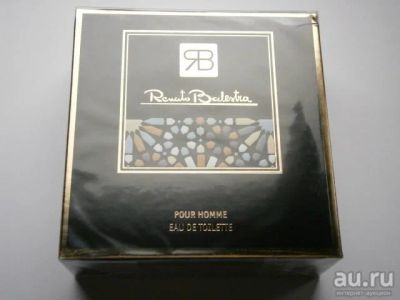 RB
Renato Balestra
POUR HOMME
EAU DE TOILETTE
au.ru
интернет-аукцион